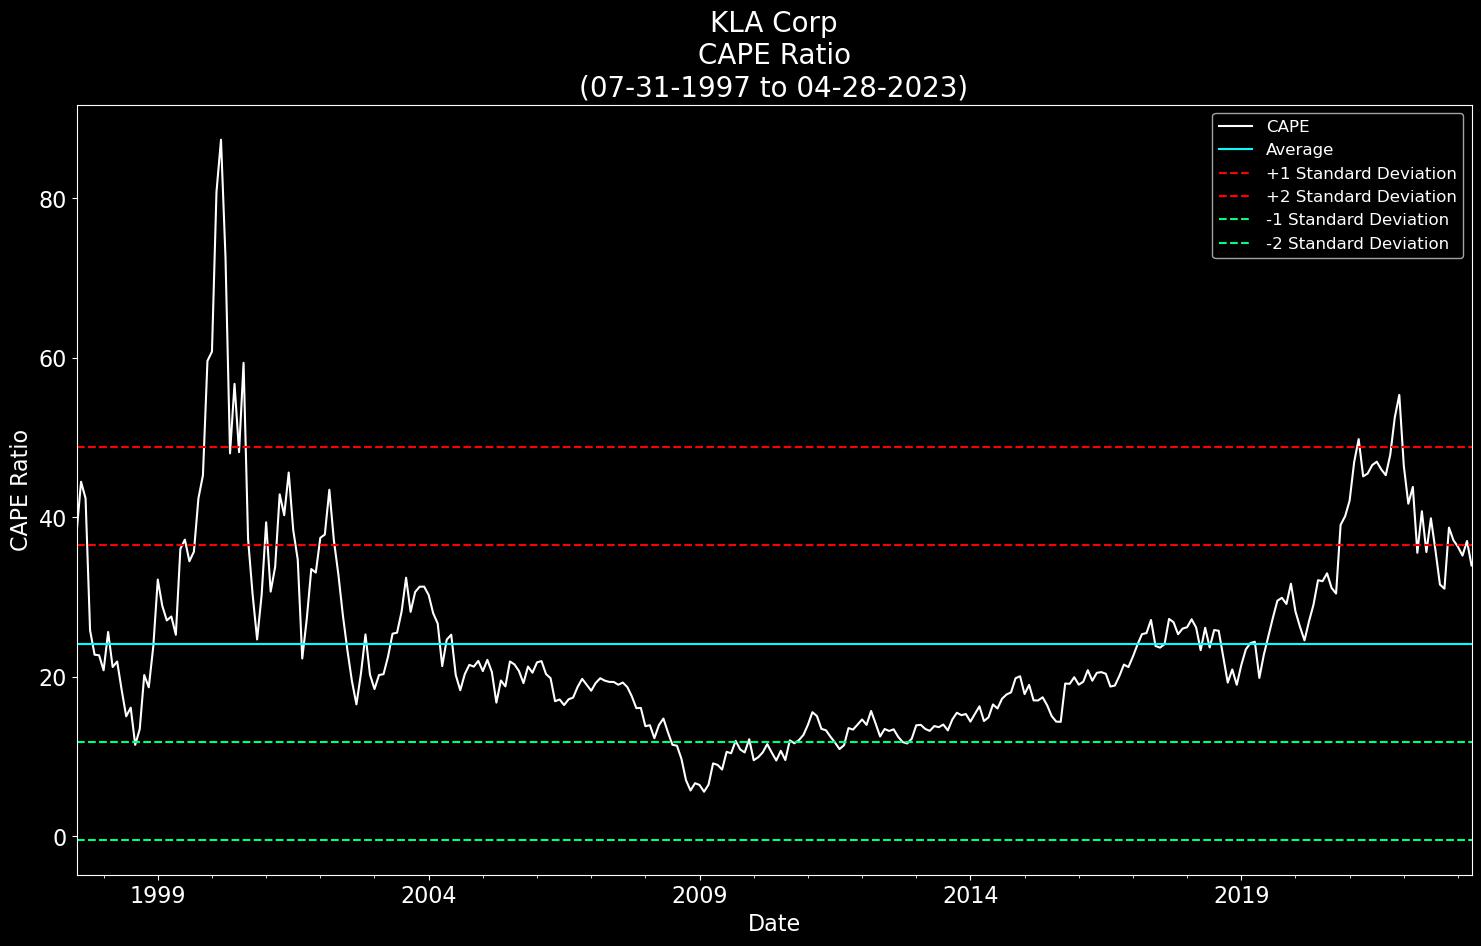 KLA Corp
CAPE Ratio
(07-31-1997 to 04-28-2023)
CAPE
Average
+1 Standard Deviation
+2 Standard Deviation
-1 Standard Deviation
-2 Standard Deviation
CAPE Ratio
80
60
40
20
0
1999 2004 2009 2014 2019
Date